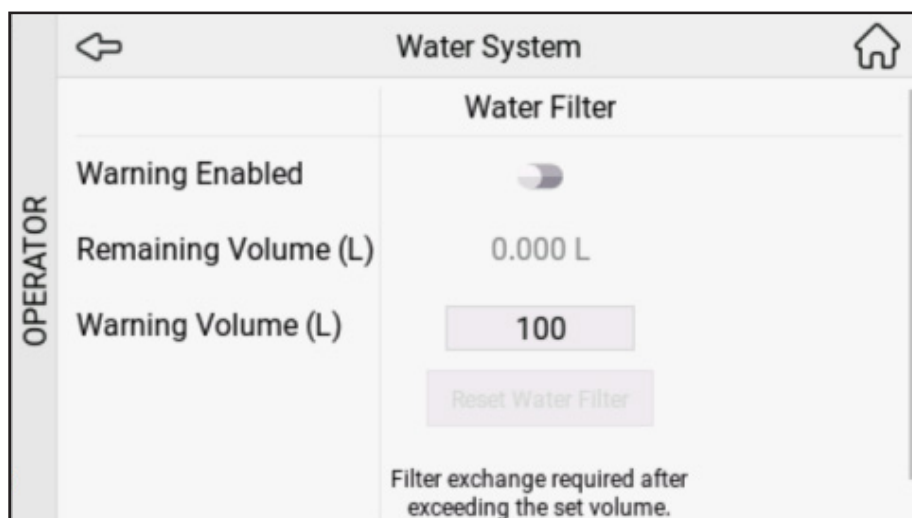 Water System
OPERATOR
Water Filter
Warning Enabled
Remaining Volume (L) 0.000 L
Warning Volume (L) 100
Reset Water Filter
Filter exchange required after
exceeding the set volume.